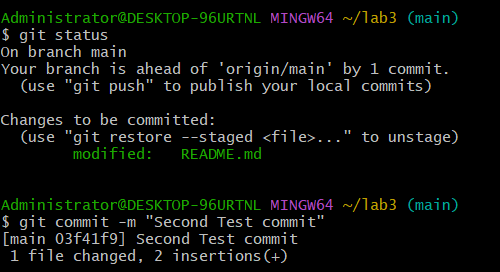 Administrator@DESKTOP-96URTNL MINGW64 ~/lab3 (main)
$ git status
On branch main
Your branch is ahead of 'origin/main' by 1 commit.
  (use "git push" to publish your local commits)

Changes to be committed:
  (use "git restore --staged <file>..." to unstage)
        modified:   README.md


Administrator@DESKTOP-96URTNL MINGW64 ~/lab3 (main)
$ git commit -m "Second Test commit"
[main 03f41f9] Second Test commit
 1 file changed, 2 insertions(+)